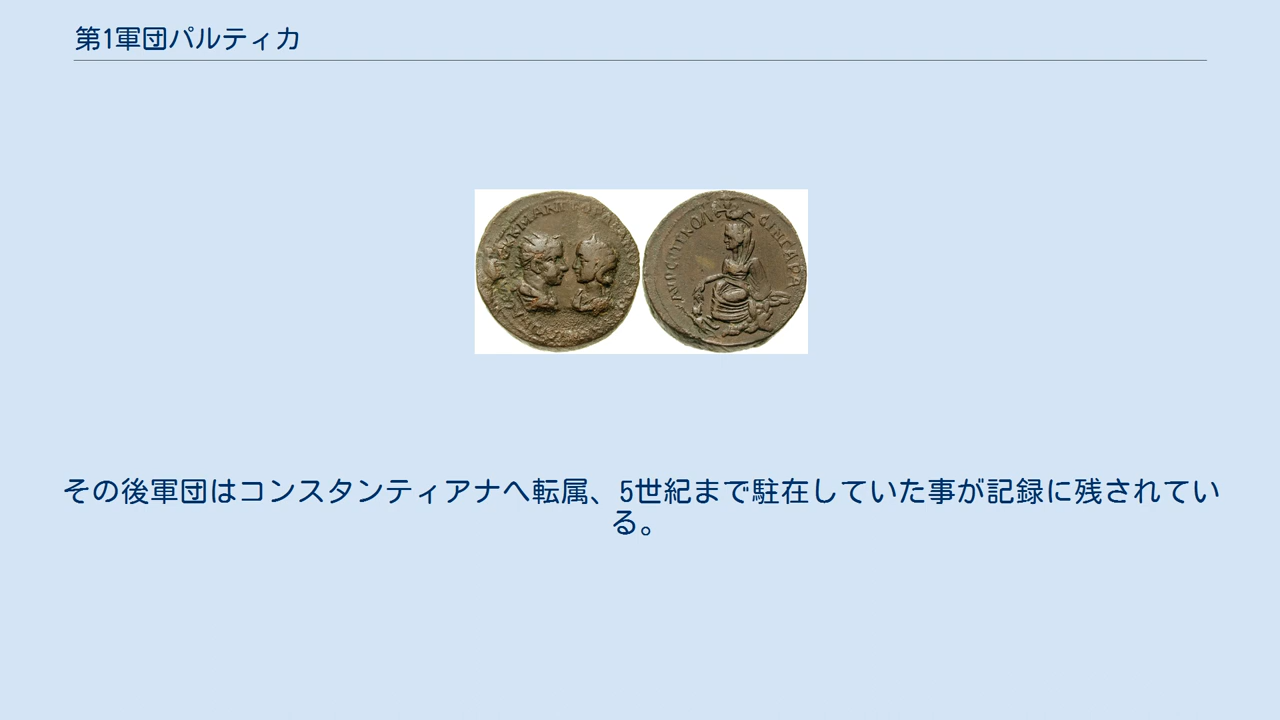 第1軍団パルティカ
その後軍団はコンスタンティアナへ転属、5世紀まで駐在していた事が記録に残されてい
る。